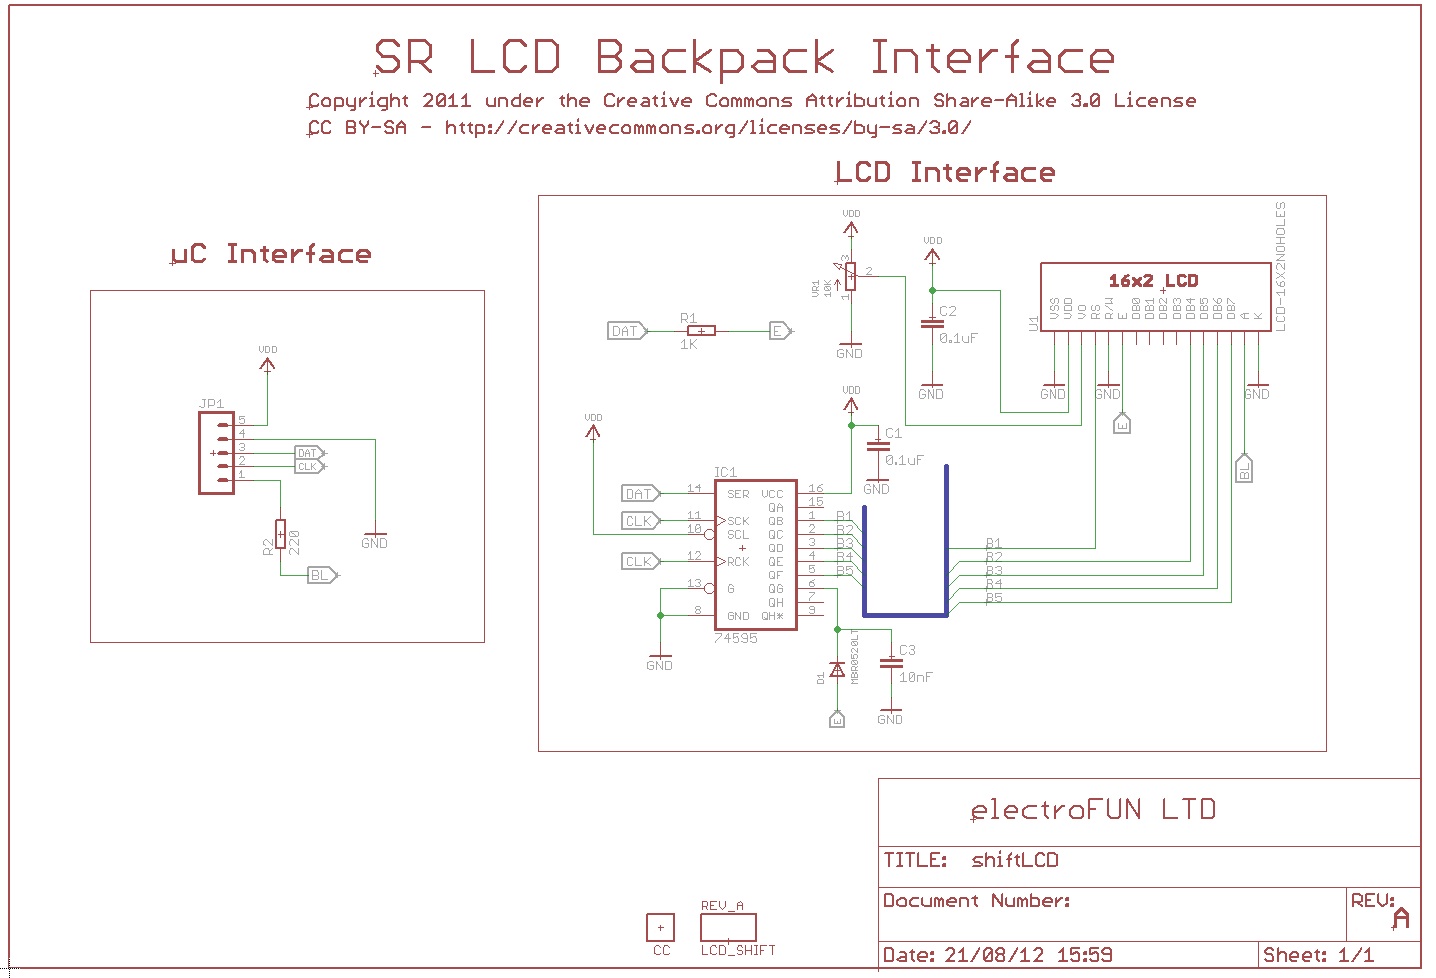 SR LCD Backpack Interface
Copyright 2011 under the Creative Commons Attribution Share-Alike 3.0 License
CC BY-SA - http://creativecommons.org/licenses/by-sa/3.0/
LCD Interface
µC Interface
VDD
JP1
5
4
3
2
1
DAT
CLK
R2
220
BL
GND
DAT
R1
1K
E
VDD
VR1
10K
3
2
1
GND
VDD
C2
0.1uF
GND
U1
16x2 LCD
LCD-16X2NOHOLES
VSS
VDD
VO
RS
R/W
E
DB0
DB1
DB2
DB3
DB4
DB5
DB6
DB7
A
K
GND
GND
GND
E
BL
VDD
VDD
C1
0.1uF
GND
IC1
DAT 14 SER VCC 16
QA 15
CLK 11 SCK QB 1 B1
10 SCL QC 2 B2
QD 3 B3
CLK 12 RCK QE 4 B4
QF 5 B5
13 G QG 6
QH 7
8 GND QH* 9
74595
GND
B1
B2
B3
B4
B5
D1
MBR0520LT
E
C3
10nF
GND
electroFUN LTD
TITLE: shiftLCD
Document Number:
REV:
A
Date: 21/08/12 15:59
Sheet: 1/1
CC
REV_A
LCD_SHIFT